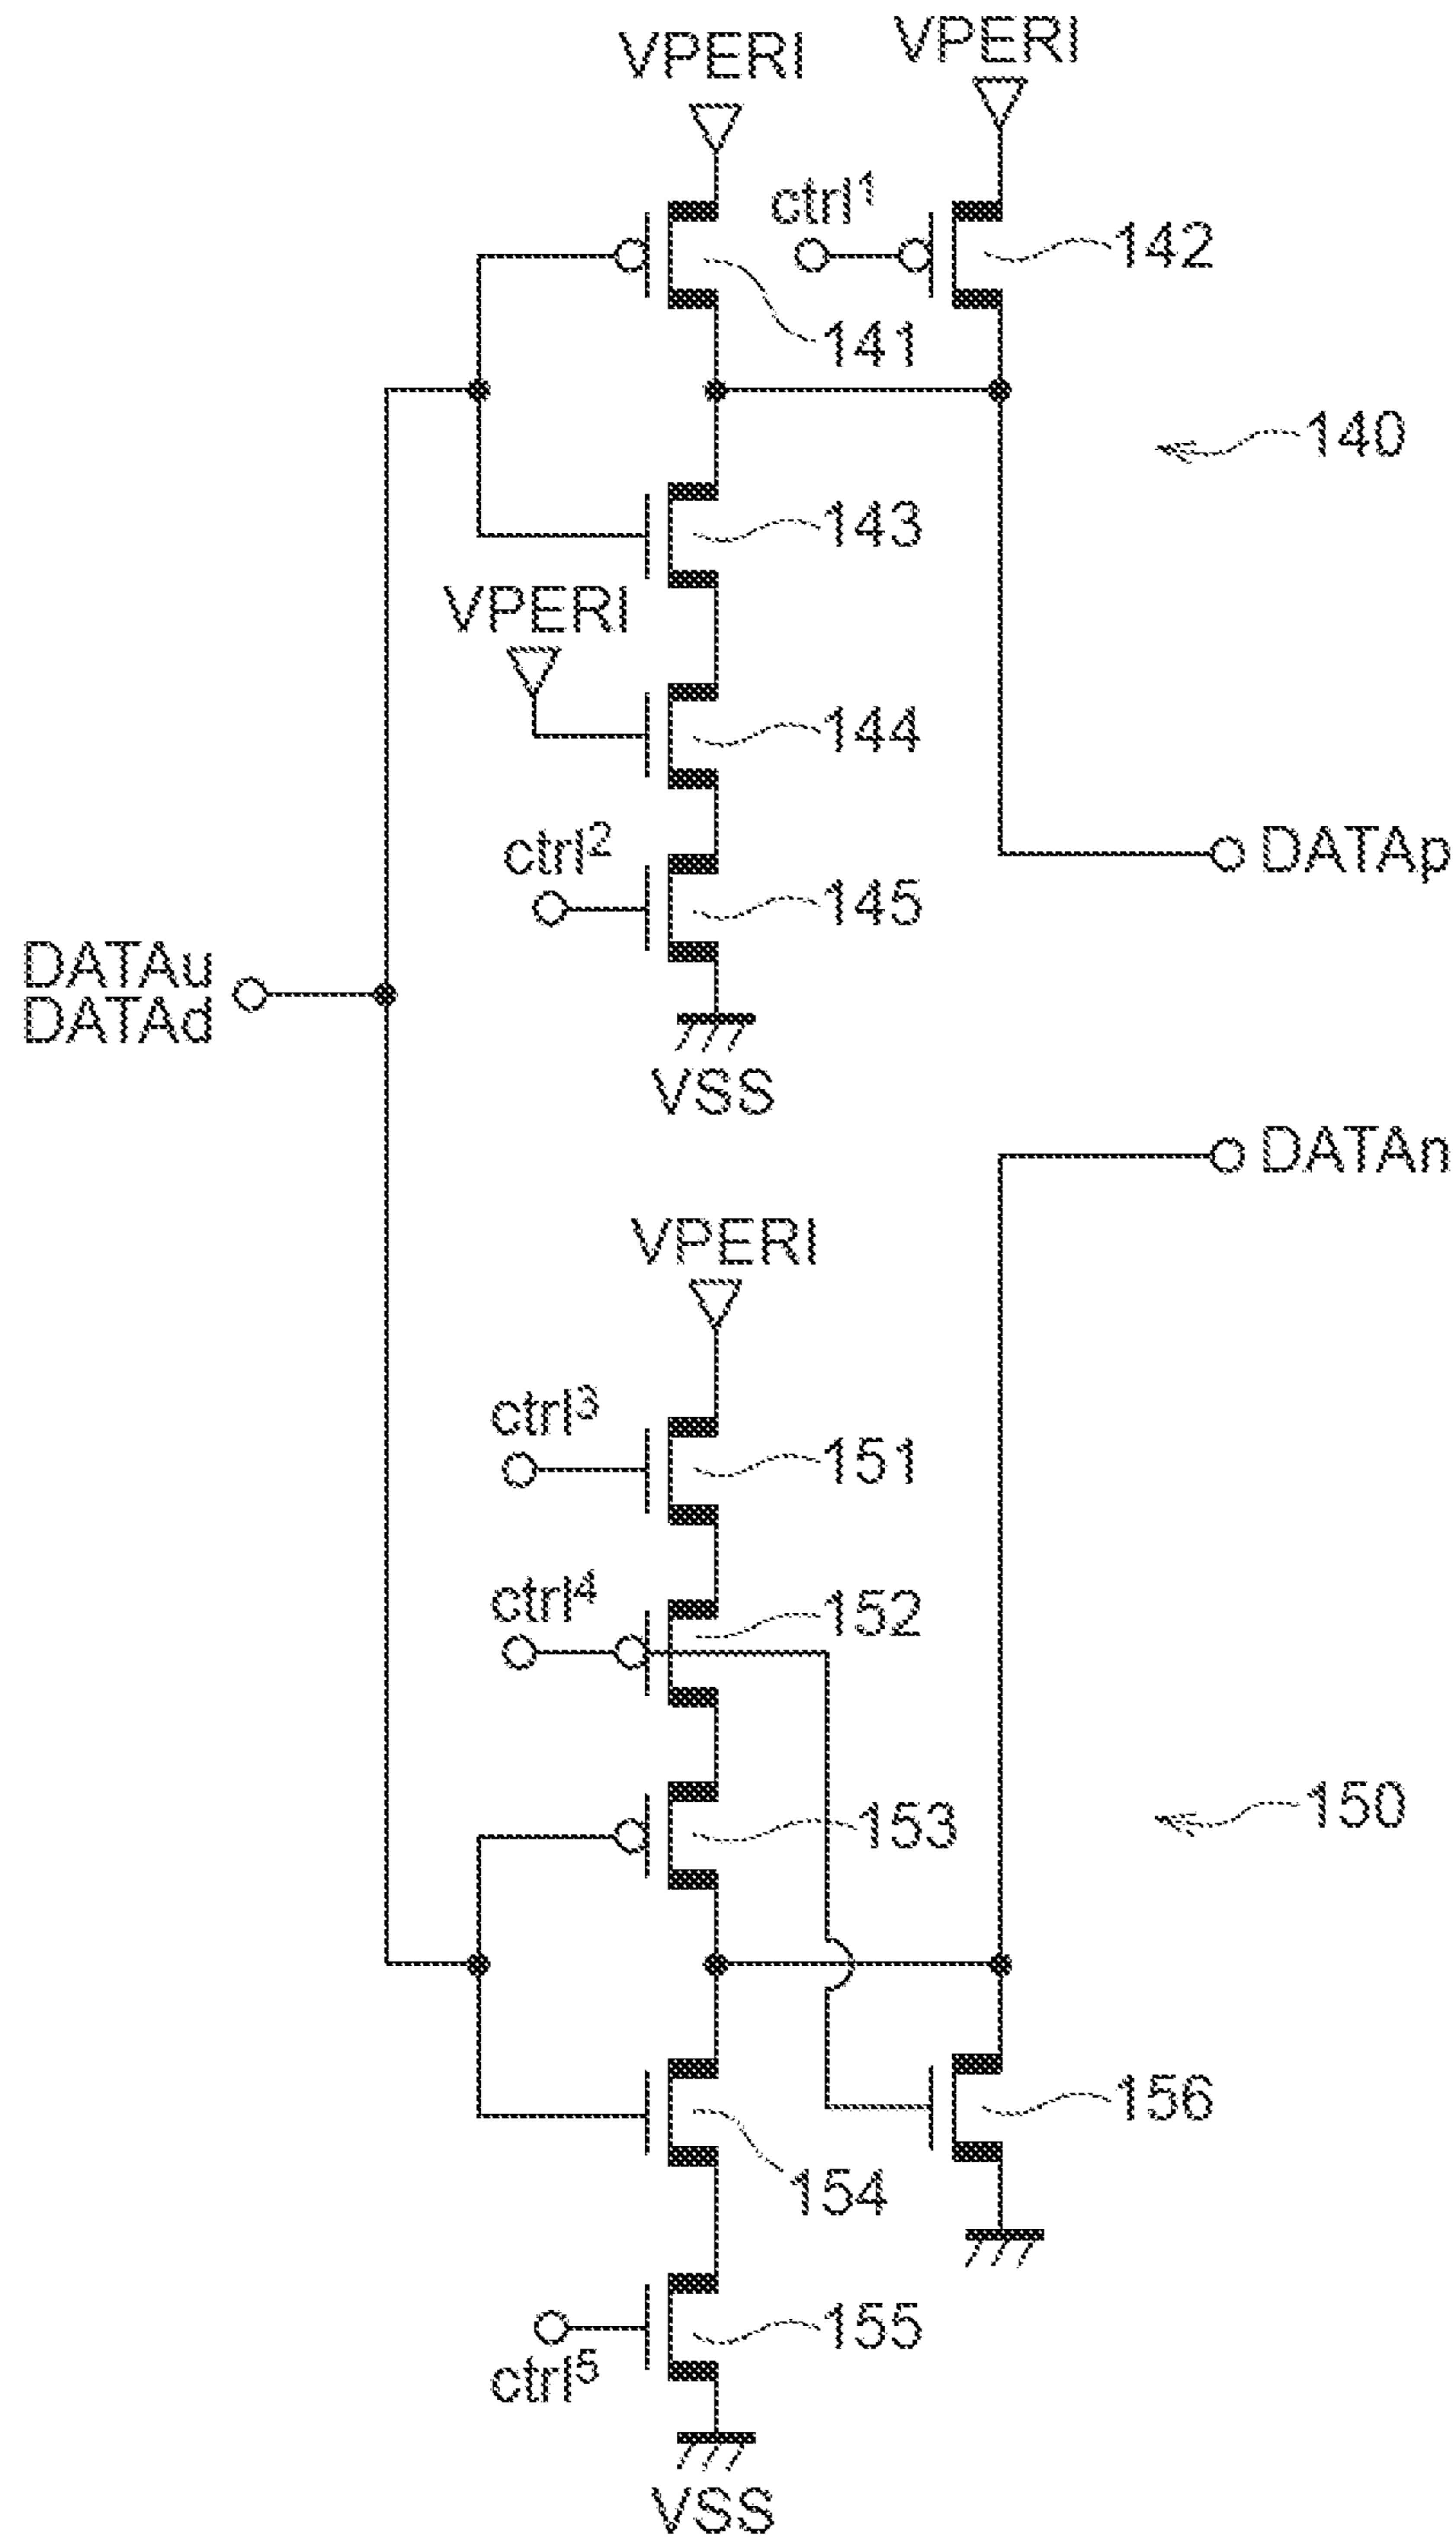 VPERI
VPERI
ctrl¹
142
141
140
143
VPERI
144
ctrl²
DATAp
145
DATAu
DATAd
VSS
DATAn
VPERI
ctrl³
151
ctrl⁴
152
153
150
156
154
155
ctrl⁵
VSS